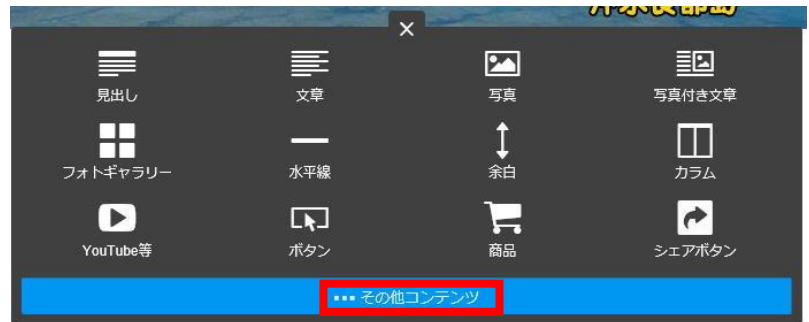 見出し
文章
写真
写真付き文章
フォトギャラリー
水平線
余白
カラム
YouTube等
ボタン
商品
シェアボタン
その他コンテンツ